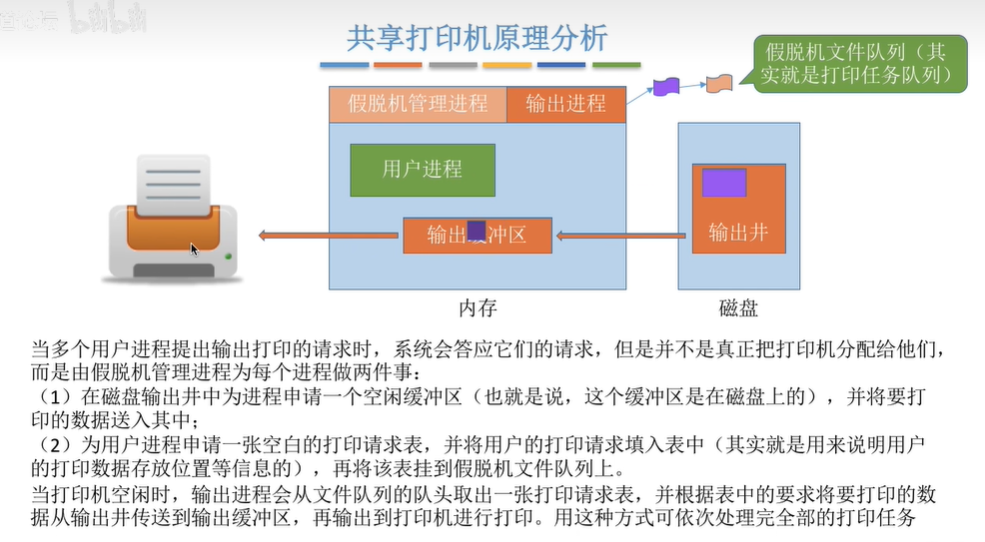 共享打印机原理分析
假脱机文件队列（其
实就是打印任务队列）
假脱机管理进程
输出进程
用户进程
输出缓冲区
输出井
内存
磁盘
当多个用户进程提出输出打印的请求时，系统会答应它们的请求，但是并不是真正把打印机分配给他们，
而是由假脱机管理进程为每个进程做两件事：
（1）在磁盘输出井中为进程申请一个空闲缓冲区（也就是说，这个缓冲区是在磁盘上的），并将要打
印的数据送入其中；
（2）为用户进程申请一张空白的打印请求表，并将用户的打印请求填入表中（其实就是用来说明用户
的打印数据存放位置等信息的），再将该表挂到假脱机文件队列上。
当打印机空闲时，输出进程会从文件队列的队头取出一张打印请求表，并根据表中的要求将要打印的数
据从输出井传送到输出缓冲区，再输出到打印机进行打印。用这种方式可依次处理完全部的打印任务